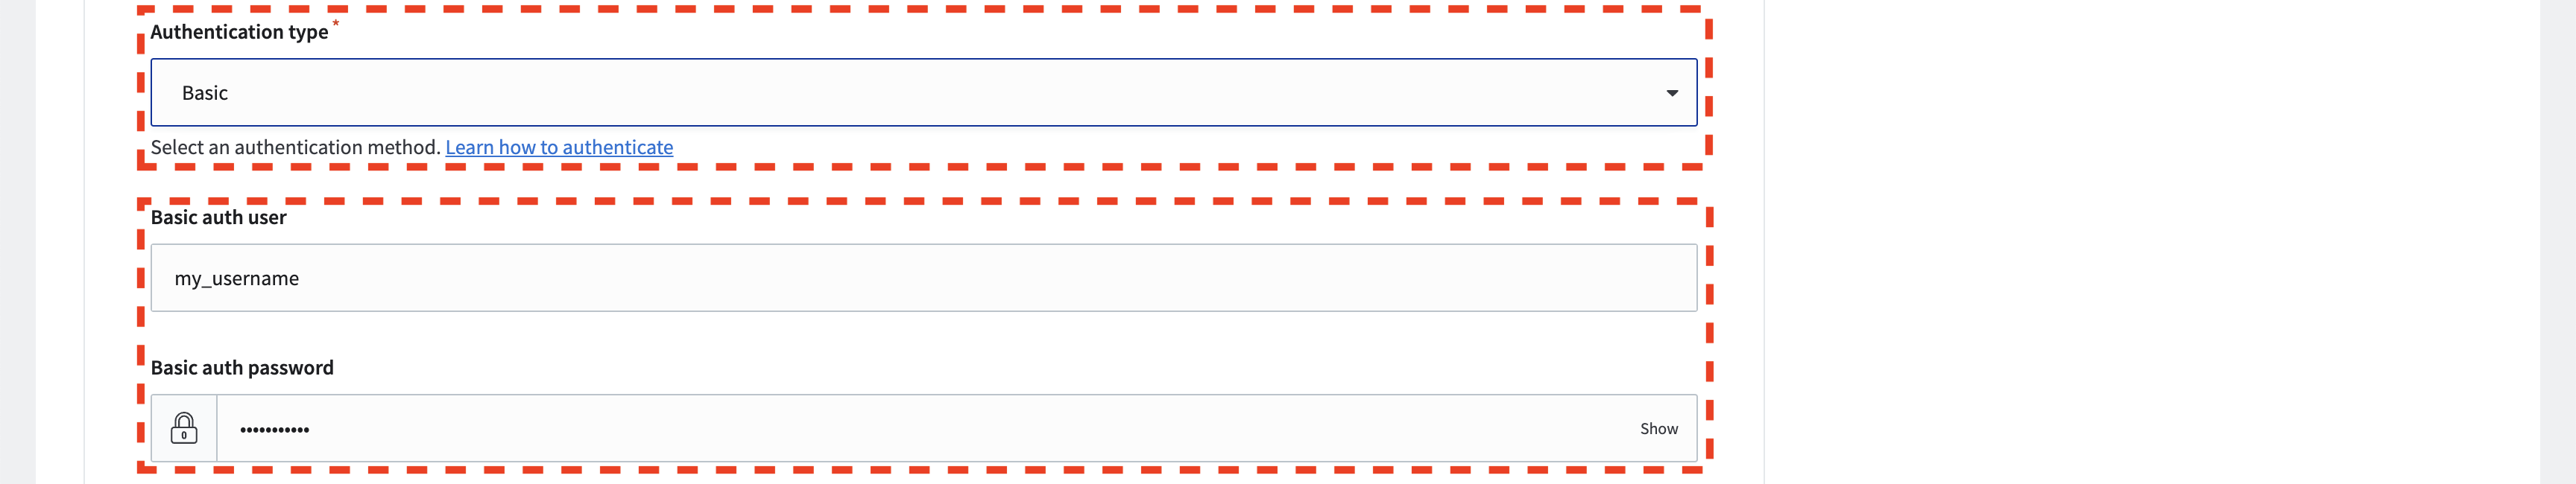 Authentication type *
Basic
Select an authentication method. Learn how to authenticate
Basic auth user
my_username
Basic auth password
••••••••••• Show